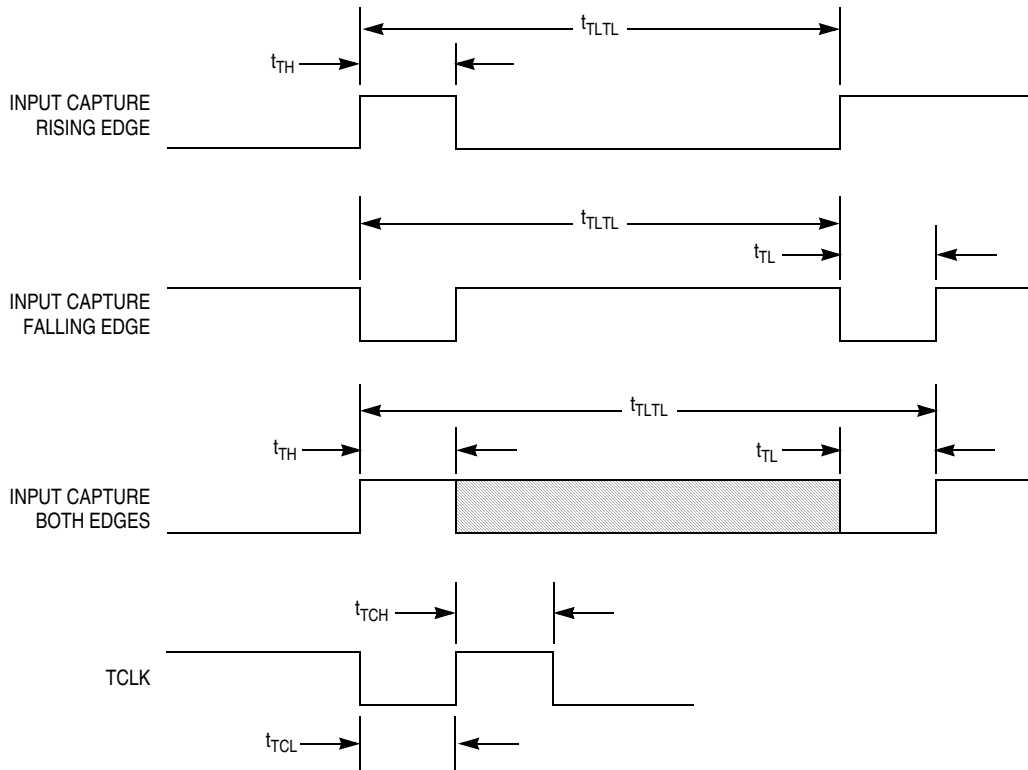 tTLTL
tTH
INPUT CAPTURE
RISING EDGE
tTLTL
tTL
INPUT CAPTURE
FALLING EDGE
tTLTL
tTH
tTL
INPUT CAPTURE
BOTH EDGES
tTCH
TCLK
tTCL